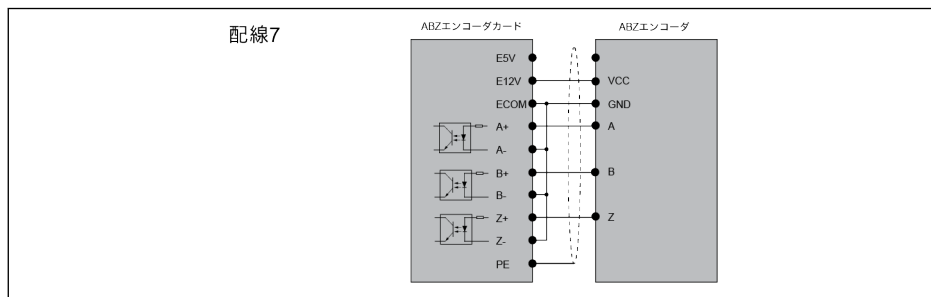 配線7
ABZエンコーダカード
ABZエンコーダ
E5V
E12V
VCC
ECOM
GND
A+
A
A-
B+
B
B-
Z+
Z
Z-
PE